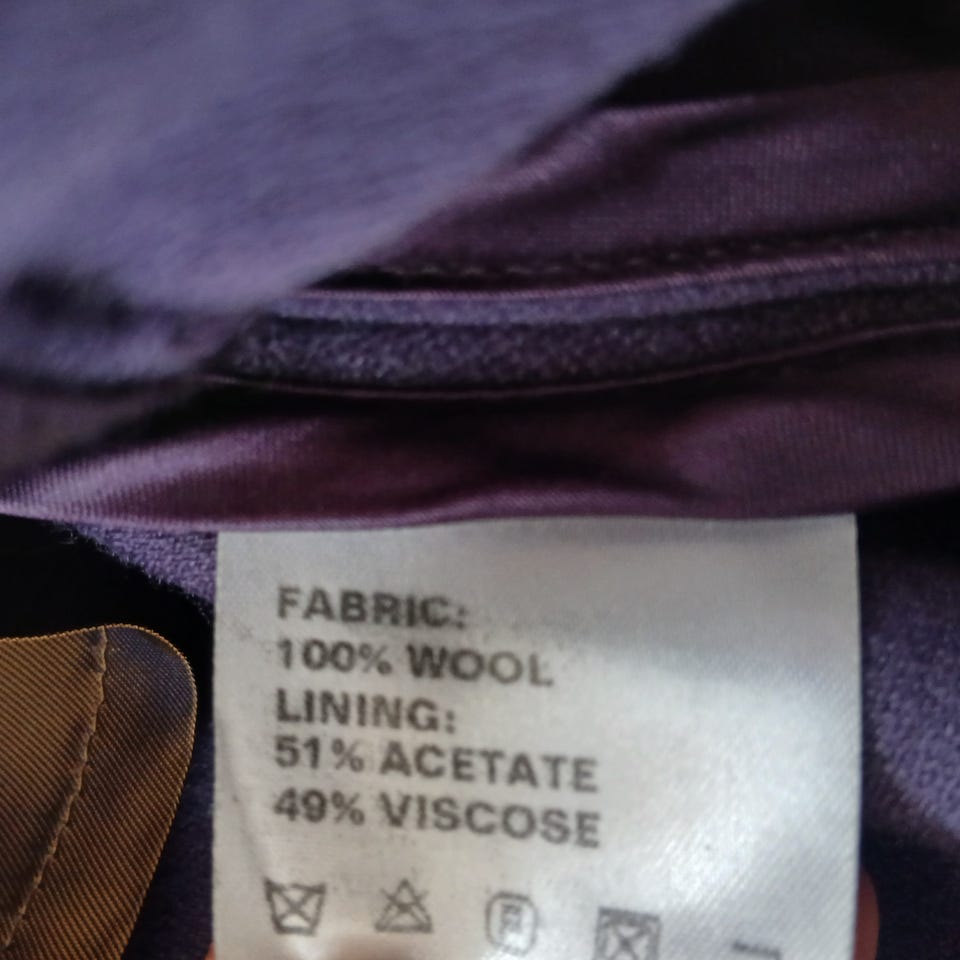 FABRIC:
100% WOOL
LINING:
51% ACETATE
49% VISCOSE